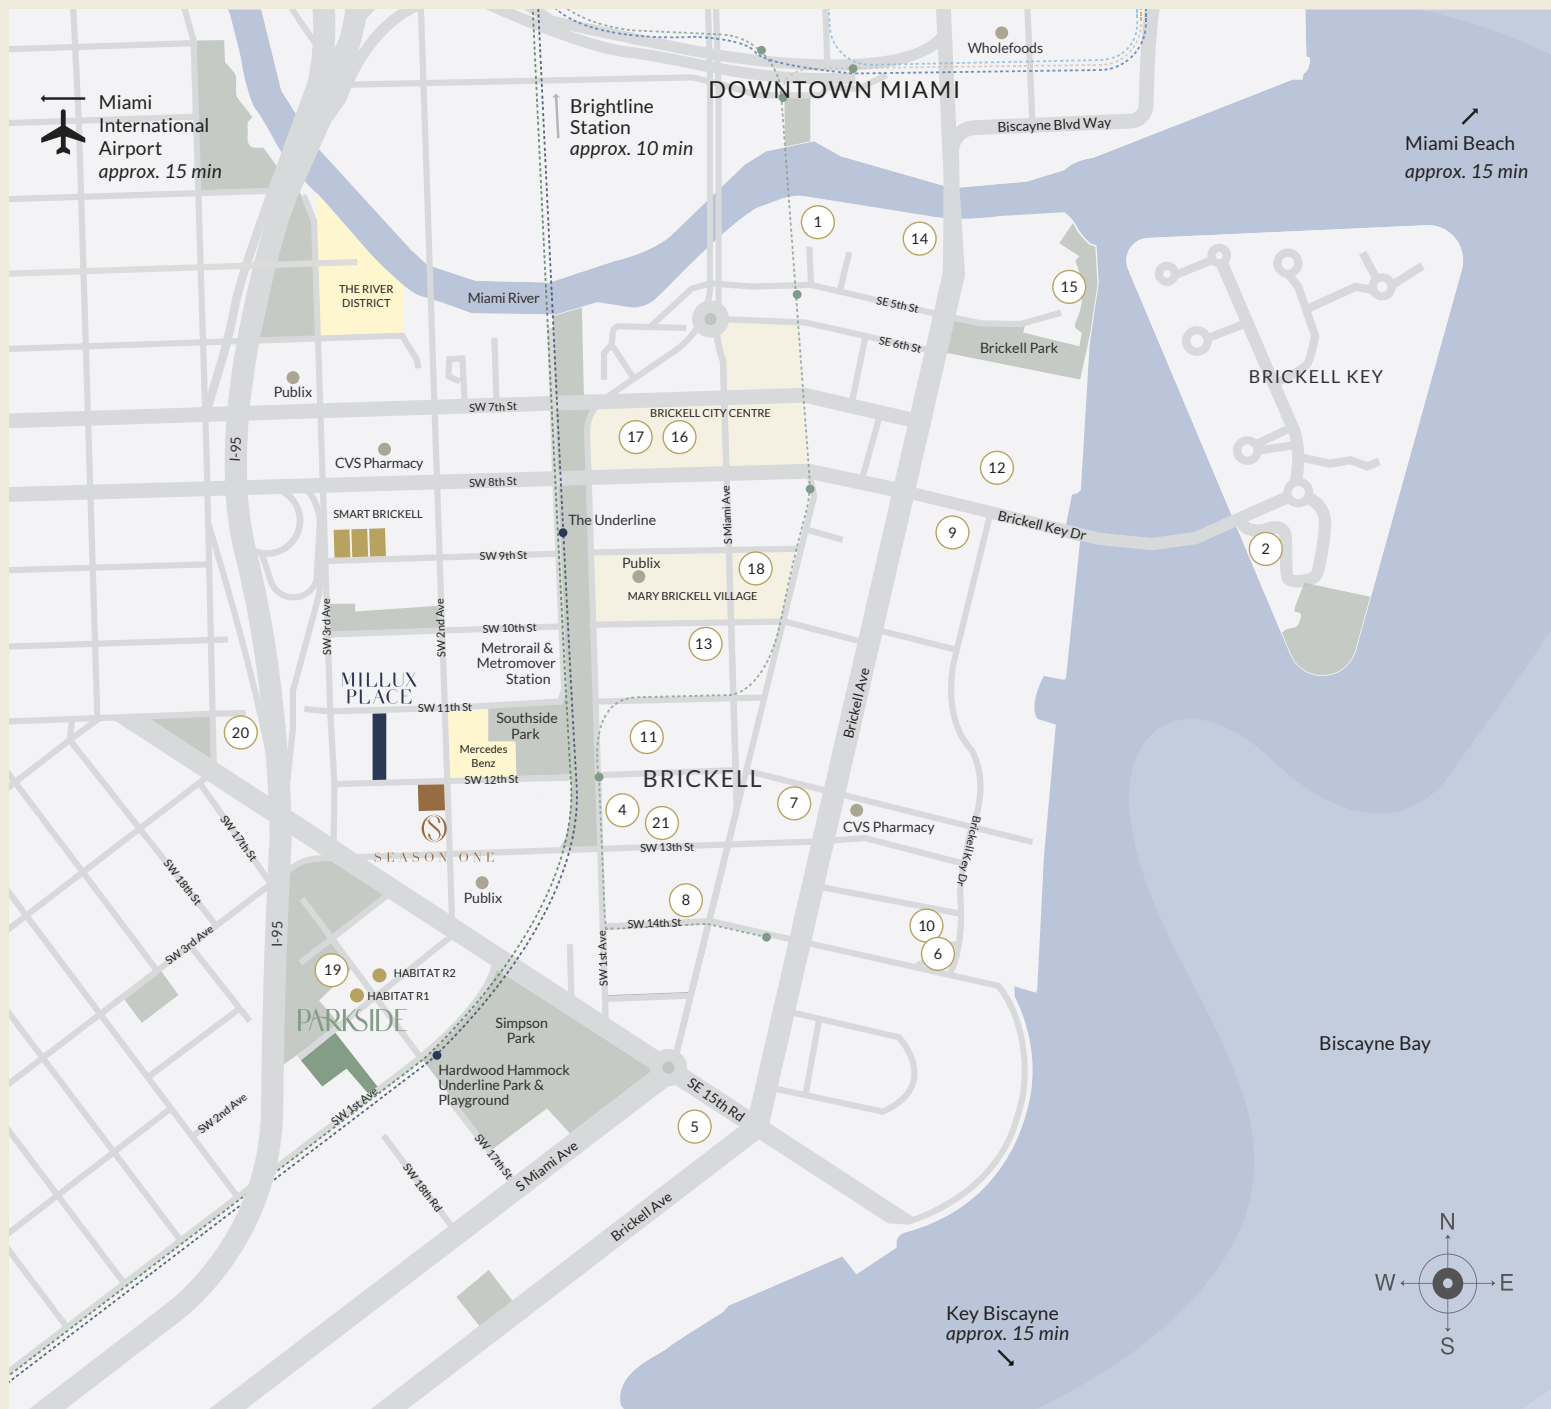 Wholefoods
DOWNTOWN MIAMI
Miami
International
Airport
approx. 15 min
Brightline
Station
approx. 10 min
Biscayne Blvd Way
Miami Beach
approx. 15 min
1
14
15
THE RIVER
DISTRICT
Miami River
SE 5th St
SE 6th St
Brickell Park
BRICKELL KEY
Publix
SW 7th St
BRICKELL CITY CENTRE
17
16
I-95
CVS Pharmacy
SW 8th St
12
SMART BRICKELL
The Underline
S Miami Ave
9
Brickell Key Dr
2
SW 9th St
Publix
18
MARY BRICKELL VILLAGE
SW 3rd Ave
SW 2nd Ave
SW 10th St
Metrorail &
Metromover
Station
13
MILLUX
PLACE
SW 11th St
Southside
Park
Brickell Ave
20
11
Mercedes
Benz
SW 12th St
BRICKELL
4
21
7
CVS Pharmacy
SW 17th St
SEASON ONE
SW 13th St
Brickell Key Dr
SW 18th St
Publix
8
SW 14th St
10
6
I-95
SW 3rd Ave
SW 1st Ave
19
HABITAT R2
HABITAT R1
PARKSIDE
Simpson
Park
Biscayne Bay
Hardwood Hammock
Underline Park &
Playground
SW 1st Ave
SW 2nd Ave
SE 15th Rd
5
SW 17th St
S Miami Ave
SW 18th Rd
Brickell Ave
N
W
E
S
Key Biscayne
approx. 15 min